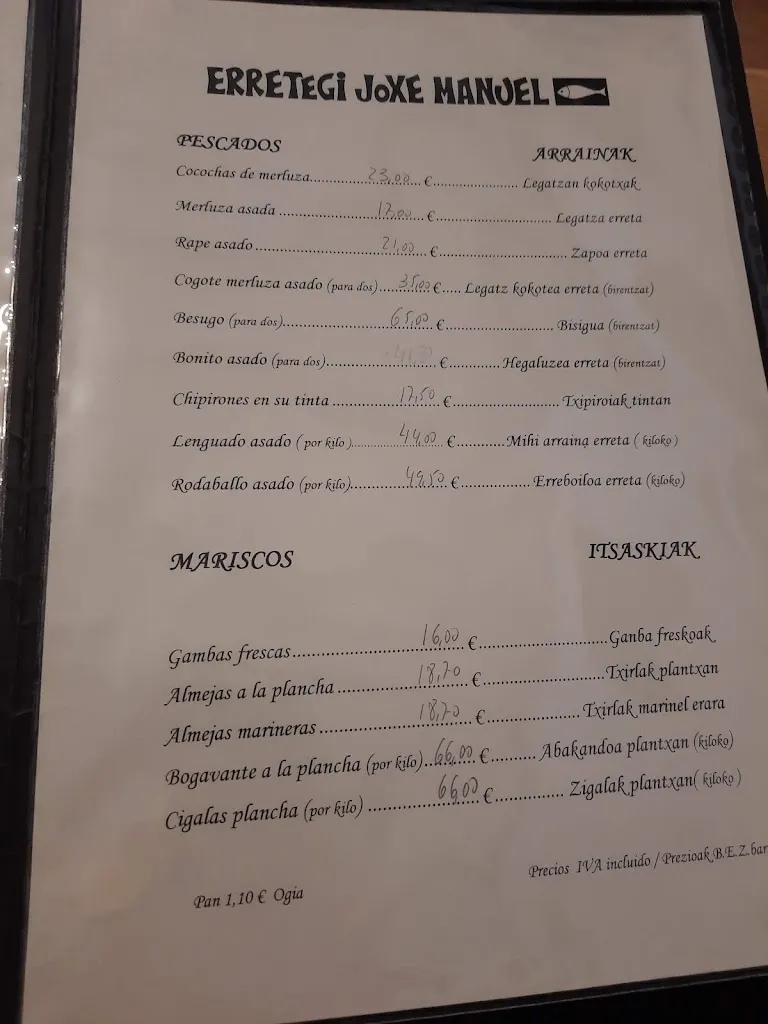 ERRETEGI JOXE MANUEL
PESCADOS ARRAINAK
Cocochas de merluza 23,00 € Legatzan kokotxak
Merluza asada 17,00 € Legatza erreta
Rape asado 21,00 € Zapoa erreta
Cogote merluza asado (para dos) 35,00 € Legatz kokotea erreta (birentzat)
Besugo (para dos) 65,00 € Bisigua (birentzat)
Bonito asado (para dos) € Hegaluzea erreta (birentzat)
Chipirones en su tinta 17,50 € Txipiroiak tintan
Lenguado asado ( por kilo ) 44,00 € Mihi arraina erreta ( kiloko )
Rodaballo asado (por kilo) 49,50 € Erreboiloa erreta (kiloko)
MARISCOS ITSASKIAK
Gambas frescas 16,00 € Ganba freskoak
Almejas a la plancha 18,70 € Txirlak plantxan
Almejas marineras 18,70 € Txirlak marinel erara
Bogavante a la plancha (por kilo) 66,00 € Abakandoa plantxan (kiloko)
Cigalas plancha (por kilo) 66,00 € Zigalak plantxan( kiloko )
Precios IVA incluido / Prezioak B.E.Z. bar
Pan 1,10 € Ogia